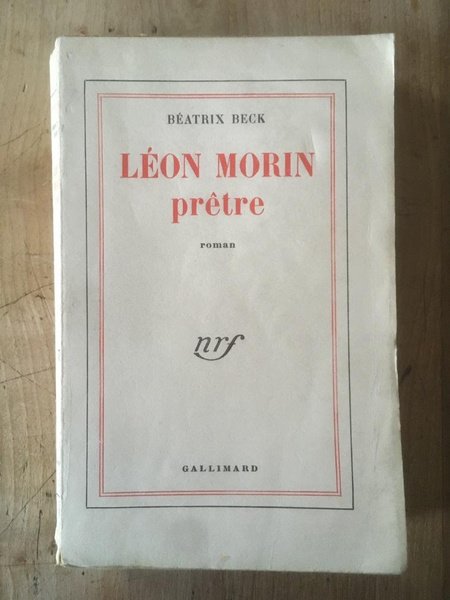 BÉATRIX BECK
LÉON MORIN
prêtre
roman
nrf
GALLIMARD